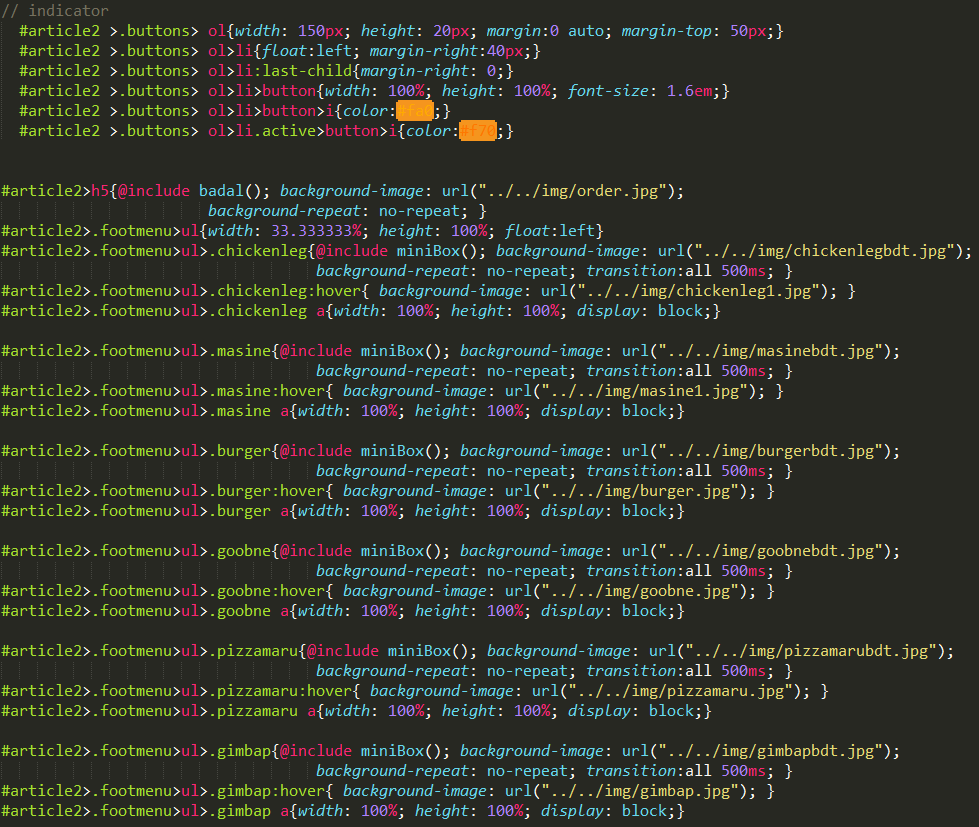 // indicator
#article2 >.buttons> ol{width: 150px; height: 20px; margin:0 auto; margin-top: 50px;}
#article2 >.buttons> ol>li{float:left; margin-right:40px;}
#article2 >.buttons> ol>li:last-child{margin-right: 0;}
#article2 >.buttons> ol>li>button{width: 100%; height: 100%; font-size: 1.6em;}
#article2 >.buttons> ol>li>button>i{color:#fa0;}
#article2 >.buttons> ol>li.active>button>i{color:#f70;}
#article2>h5{@include badal(); background-image: url("../../img/order.jpg");
background-repeat: no-repeat; }
#article2>.footmenu>ul{width: 33.333333%; height: 100%; float:left}
#article2>.footmenu>ul>.chickenleg{@include miniBox(); background-image: url("../../img/chickenlegbdt.jpg");
background-repeat: no-repeat; transition:all 500ms; }
#article2>.footmenu>ul>.chickenleg:hover{ background-image: url("../../img/chickenleg1.jpg"); }
#article2>.footmenu>ul>.chickenleg a{width: 100%; height: 100%; display: block;}
#article2>.footmenu>ul>.masine{@include miniBox(); background-image: url("../../img/masinebdt.jpg");
background-repeat: no-repeat; transition:all 500ms; }
#article2>.footmenu>ul>.masine:hover{ background-image: url("../../img/masine1.jpg"); }
#article2>.footmenu>ul>.masine a{width: 100%; height: 100%; display: block;}
#article2>.footmenu>ul>.burger{@include miniBox(); background-image: url("../../img/burgerbdt.jpg");
background-repeat: no-repeat; transition:all 500ms; }
#article2>.footmenu>ul>.burger:hover{ background-image: url("../../img/burger.jpg"); }
#article2>.footmenu>ul>.burger a{width: 100%; height: 100%; display: block;}
#article2>.footmenu>ul>.goobne{@include miniBox(); background-image: url("../../img/goobnebdt.jpg");
background-repeat: no-repeat; transition:all 500ms; }
#article2>.footmenu>ul>.goobne:hover{ background-image: url("../../img/goobne.jpg"); }
#article2>.footmenu>ul>.goobne a{width: 100%; height: 100%; display: block;}
#article2>.footmenu>ul>.pizzamaru{@include miniBox(); background-image: url("../../img/pizzamarubdt.jpg");
background-repeat: no-repeat; transition:all 500ms; }
#article2>.footmenu>ul>.pizzamaru:hover{ background-image: url("../../img/pizzamaru.jpg"); }
#article2>.footmenu>ul>.pizzamaru a{width: 100%; height: 100%; display: block;}
#article2>.footmenu>ul>.gimbap{@include miniBox(); background-image: url("../../img/gimbapbdt.jpg");
background-repeat: no-repeat; transition:all 500ms; }
#article2>.footmenu>ul>.gimbap:hover{ background-image: url("../../img/gimbap.jpg"); }
#article2>.footmenu>ul>.gimbap a{width: 100%; height: 100%; display: block;}